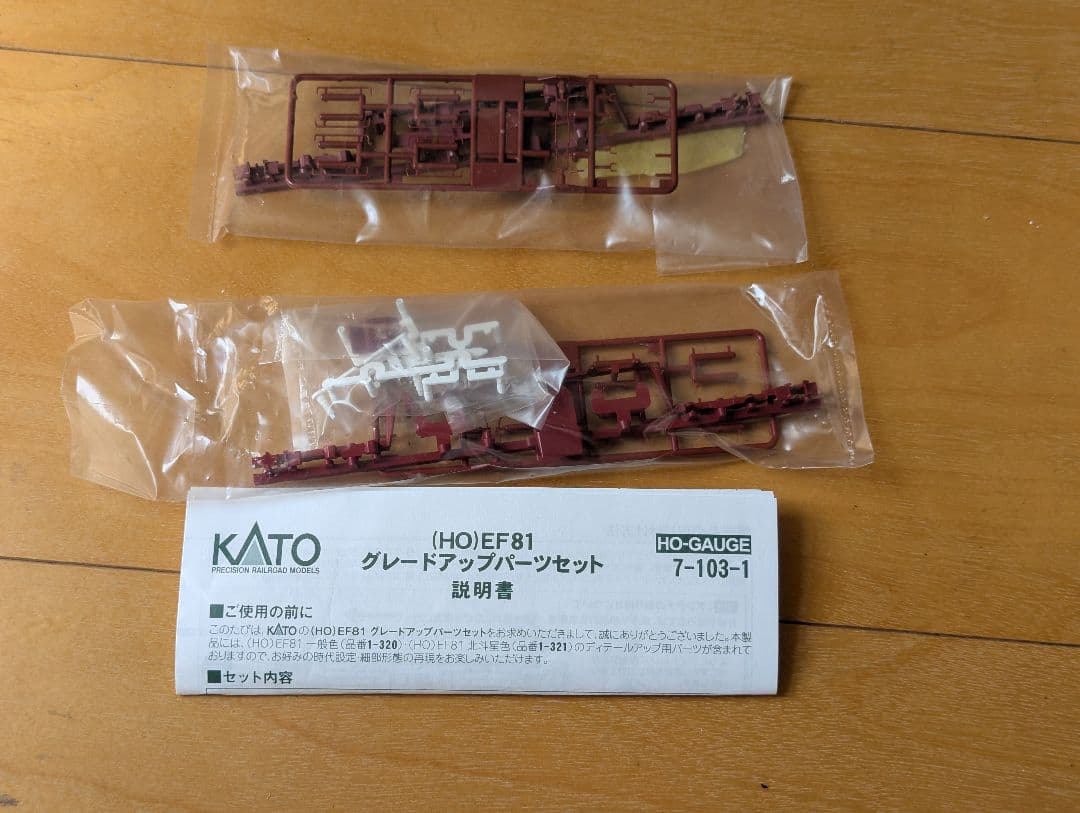 KATO
PRECISION RAILROAD MODELS
(HO)EF81
グレードアップパーツセット
説明書
HO-GAUGE
7-103-1
■ご使用の前に
このたびは、KATOの(HO)EF81 グレードアップパーツセットをお求めいただきまして、誠にありがとうございました。本製
品には、(HO)EF81 一般色(品番1-320)・(HO)EF81 北斗星色(品番1-321)のディテールアップ用パーツが含まれて
おりますので、お好みの時代設定・細部形態の再現をお楽しみいただけます。
■セット内容